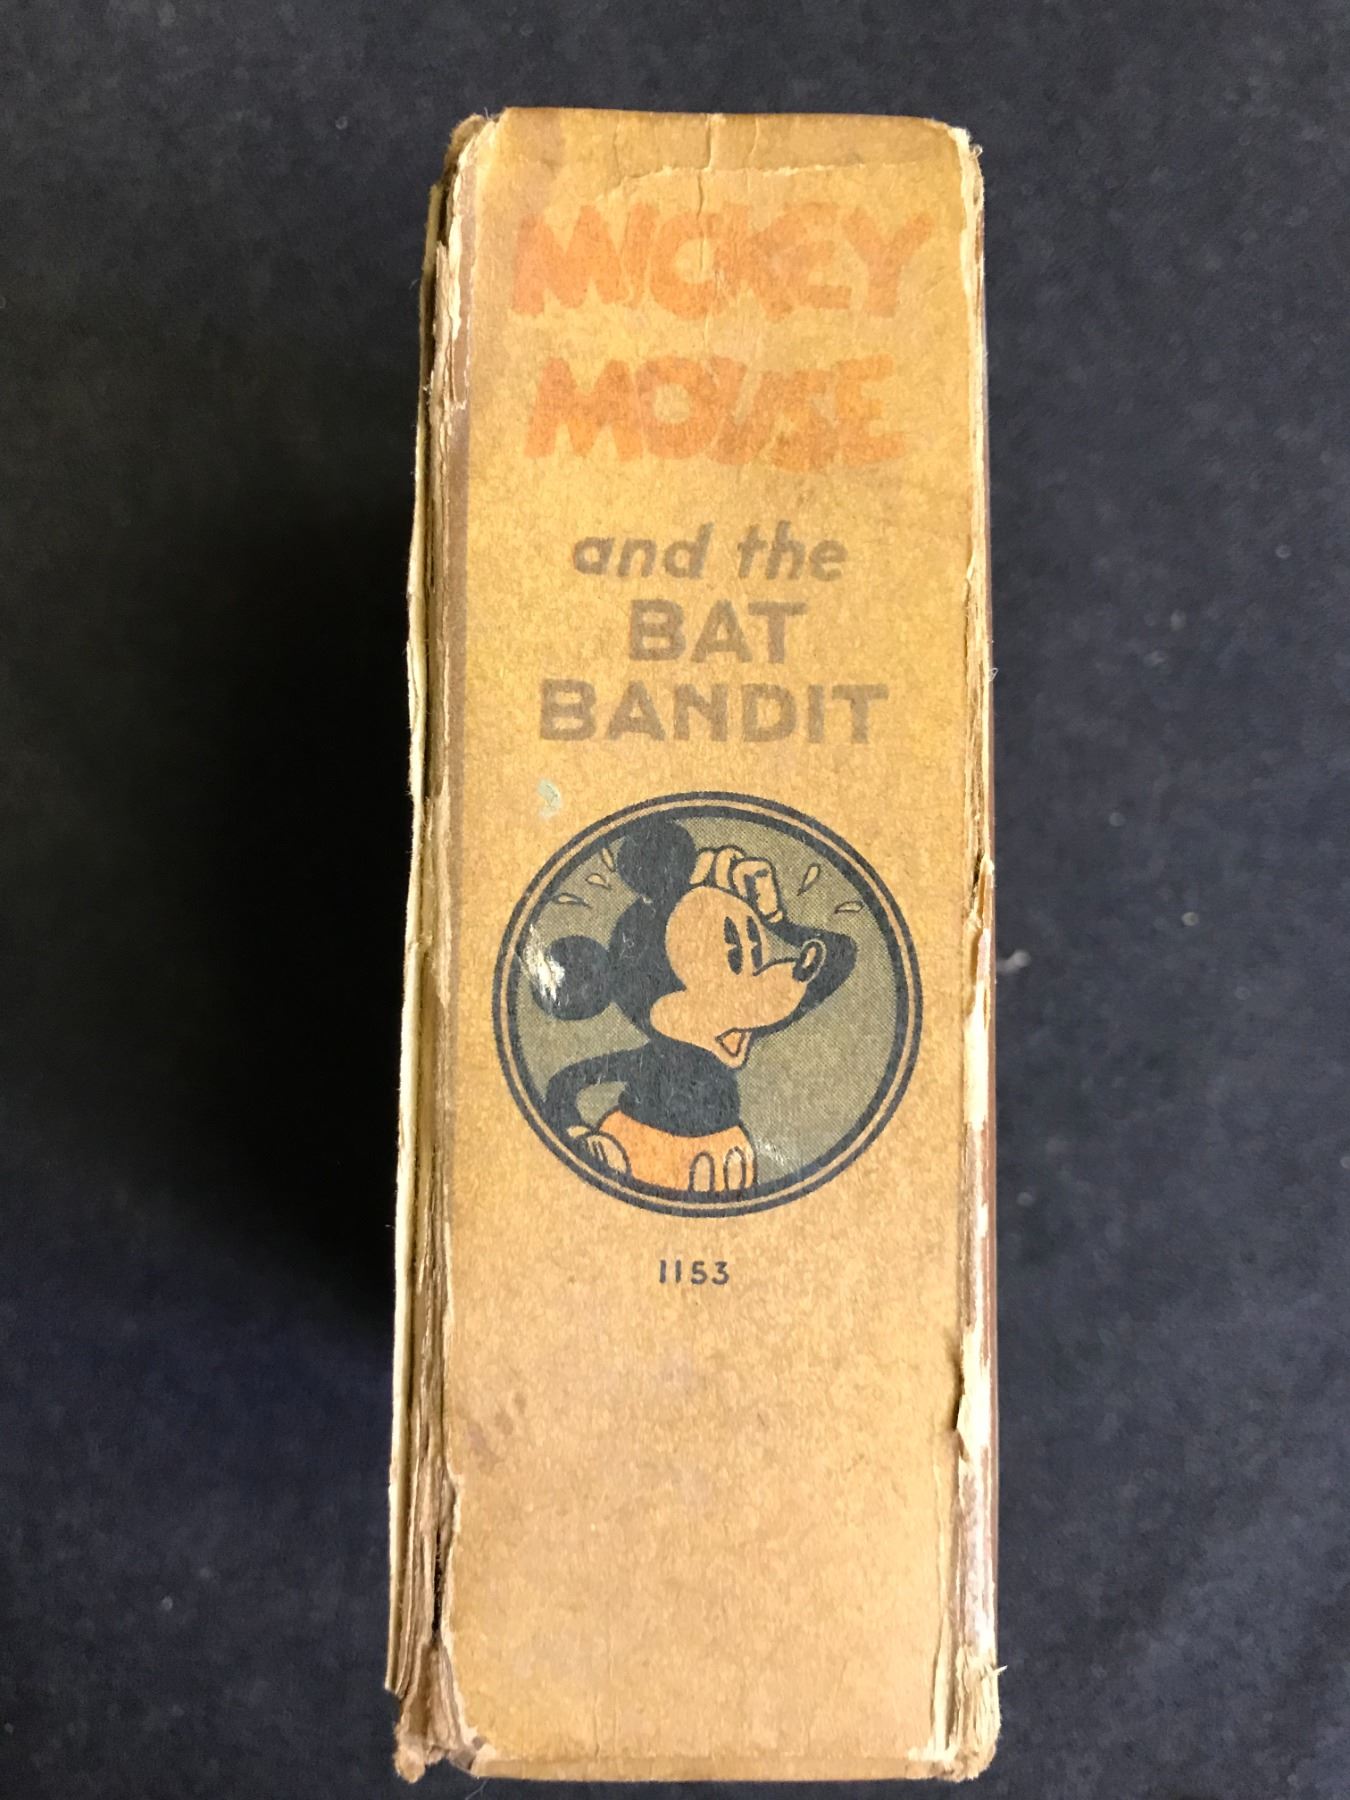 MICKEY
MOUSE
and the
BAT
BANDIT
1153